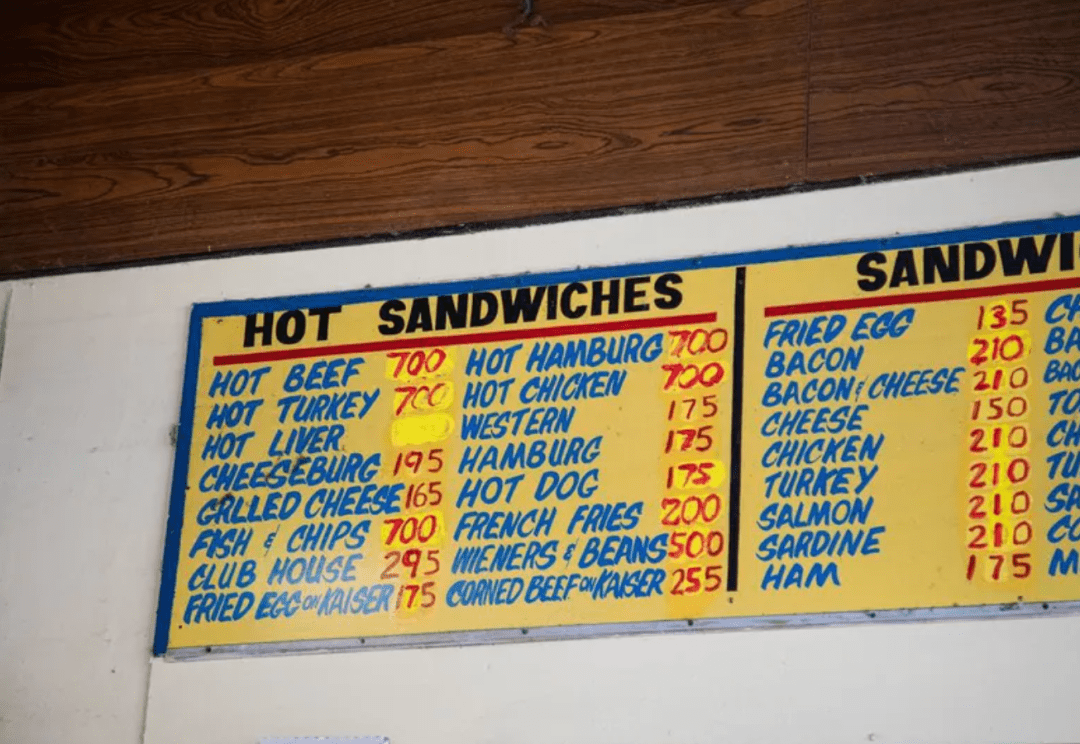 HOT SANDWICHES
HOT BEEF 700
HOT TURKEY 700
HOT LIVER
CHEESEBURG 195
GRLLED CHEESE 165
FISH & CHIPS 700
CLUB HOUSE 295
FRIED EGG ON KAISER 175
HOT HAMBURG 700
HOT CHICKEN 700
WESTERN 175
HAMBURG 175
HOT DOG 175
FRENCH FRIES 200
WIENERS & BEANS 500
CORNED BEEF ON KAISER 255
SANDWI
FRIED EGG 135
BACON 210
BACON & CHEESE 210
CHEESE 150
CHICKEN 210
TURKEY 210
SALMON 210
SARDINE 210
HAM 175